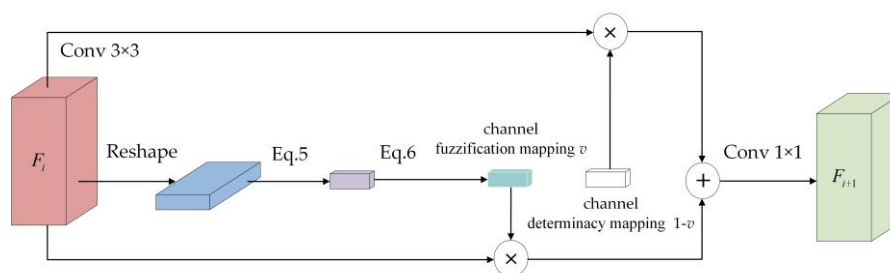 Conv 3×3
×
F_i
Reshape
Eq.5
Eq.6
channel
fuzzification mapping v
channel
determinacy mapping 1-v
×
+
Conv 1×1
F_{i+1}